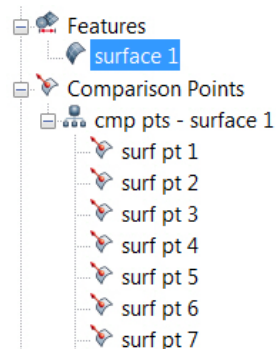 Features
surface 1
Comparison Points
cmp pts - surface 1
surf pt 1
surf pt 2
surf pt 3
surf pt 4
surf pt 5
surf pt 6
surf pt 7